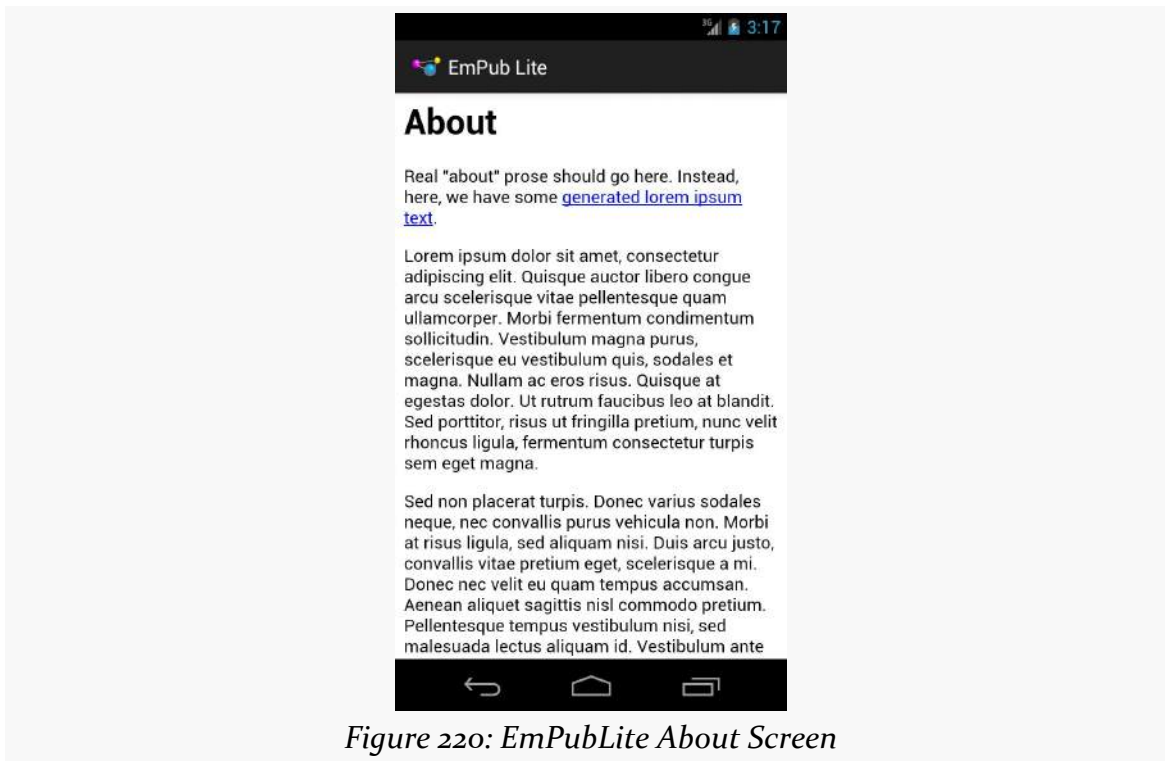 3G 3:17
EmPub Lite
About
Real "about" prose should go here. Instead,
here, we have some generated lorem ipsum
text.
Lorem ipsum dolor sit amet, consectetur
adipiscing elit. Quisque auctor libero congue
arcu scelerisque vitae pellentesque quam
ullamcorper. Morbi fermentum condimentum
sollicitudin. Vestibulum magna purus,
scelerisque eu vestibulum quis, sodales et
magna. Nullam ac eros risus. Quisque at
egestas dolor. Ut rutrum faucibus leo at blandit.
Sed porttitor, risus ut fringilla pretium, nunc velit
rhoncus ligula, fermentum consectetur turpis
sem eget magna.
Sed non placerat turpis. Donec varius sodales
neque, nec convallis purus vehicula non. Morbi
at risus ligula, sed aliquam nisi. Duis arcu justo,
convallis vitae pretium eget, scelerisque a mi.
Donec nec velit eu quam tempus accumsan.
Aenean aliquet sagittis nisl commodo pretium.
Pellentesque tempus vestibulum nisi, sed
malesuada lectus aliquam id. Vestibulum ante
Figure 220: EmPubLite About Screen